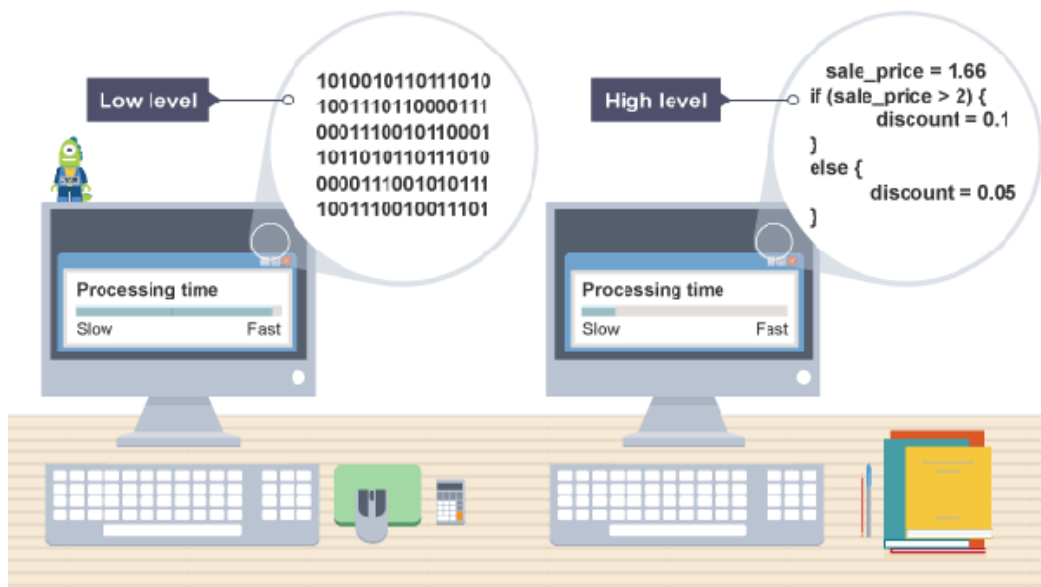 Low level
1010010110111010
1001110110000111
0001110010110001
1011010110111010
0000111001010111
1001110010011101
Processing time
Slow Fast
High level
sale_price = 1.66
if (sale_price > 2) {
discount = 0.1
}
else {
discount = 0.05
}
Processing time
Slow Fast